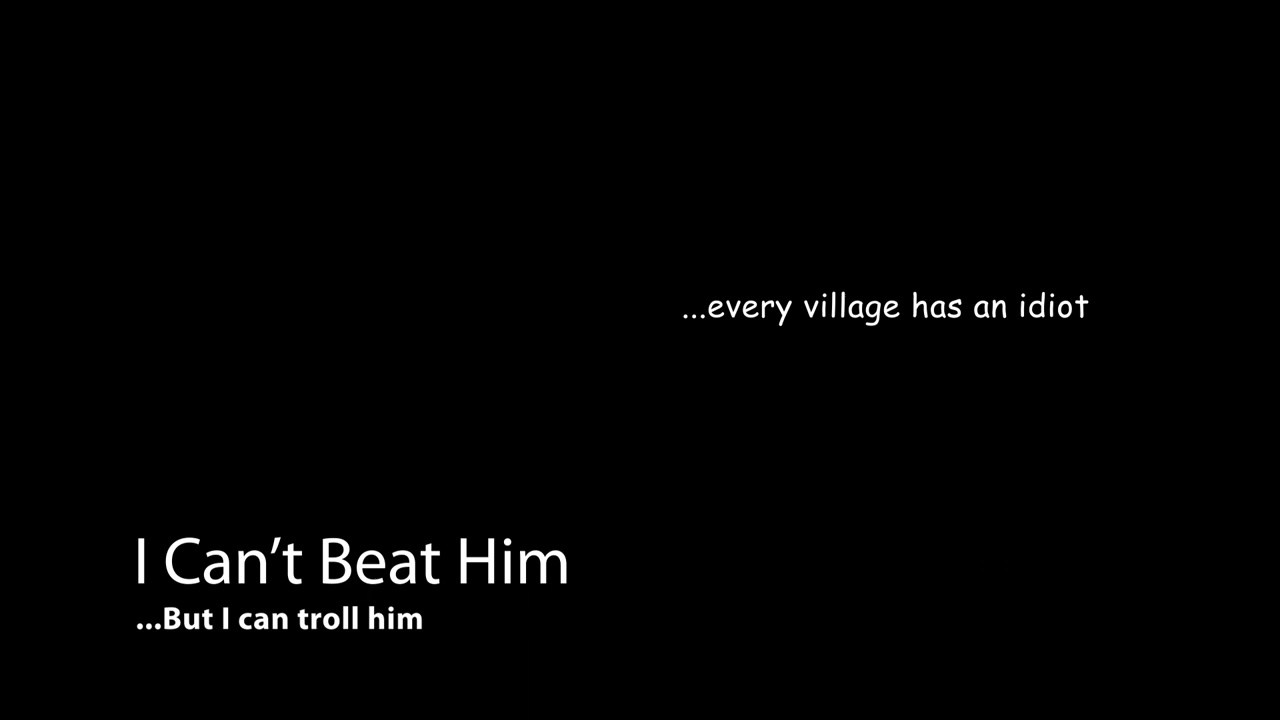 ...every village has an idiot
I Can’t Beat Him
...But I can troll him